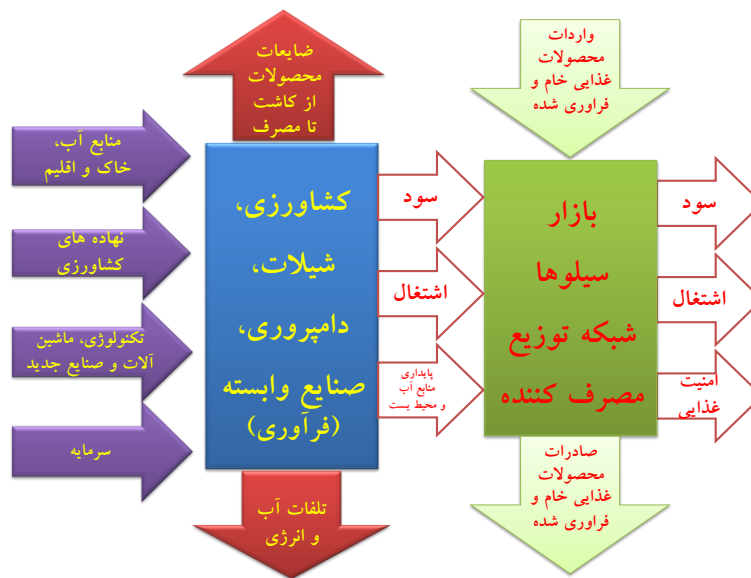 ضایعات
محصولات
از کاشت
تا مصرف
واردات
محصولات
غذایی خام و
فراوری شده
منابع آب،
خاک و اقلیم
نهاده های
کشاورزی
تکنولوژی، ماشین
آلات و صنایع جدید
سرمایه
کشاورزی،
شیلات،
دامپروری،
صنایع وابسته
(فرآوری)
سود
اشتغال
پایداری
منابع آب
و محیط یست
بازار
سیلوها
شبکه توزیع
مصرف کننده
سود
اشتغال
امنیت
غذایی
تلفات آب
و انرژی
صادرات
محصولات
غذایی خام و
فراوری شده